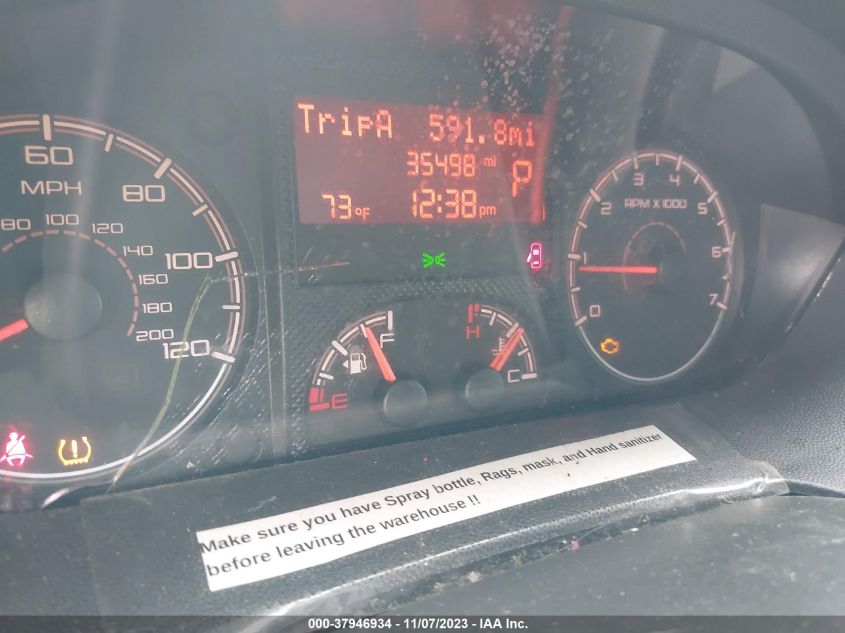 TripA 591.8mi
35498 mi P
73°F 12:38pm
60
MPH
80
100
120
80 100 120 140 160 180 200
0 1 2 3 4 5 6 7
RPM X 1000
F
E
H
C
Make sure you have Spray bottle, Rags, mask, and Hand sanitizer
before leaving the warehouse !!
000-37946934 - 11/07/2023 - IAA Inc.